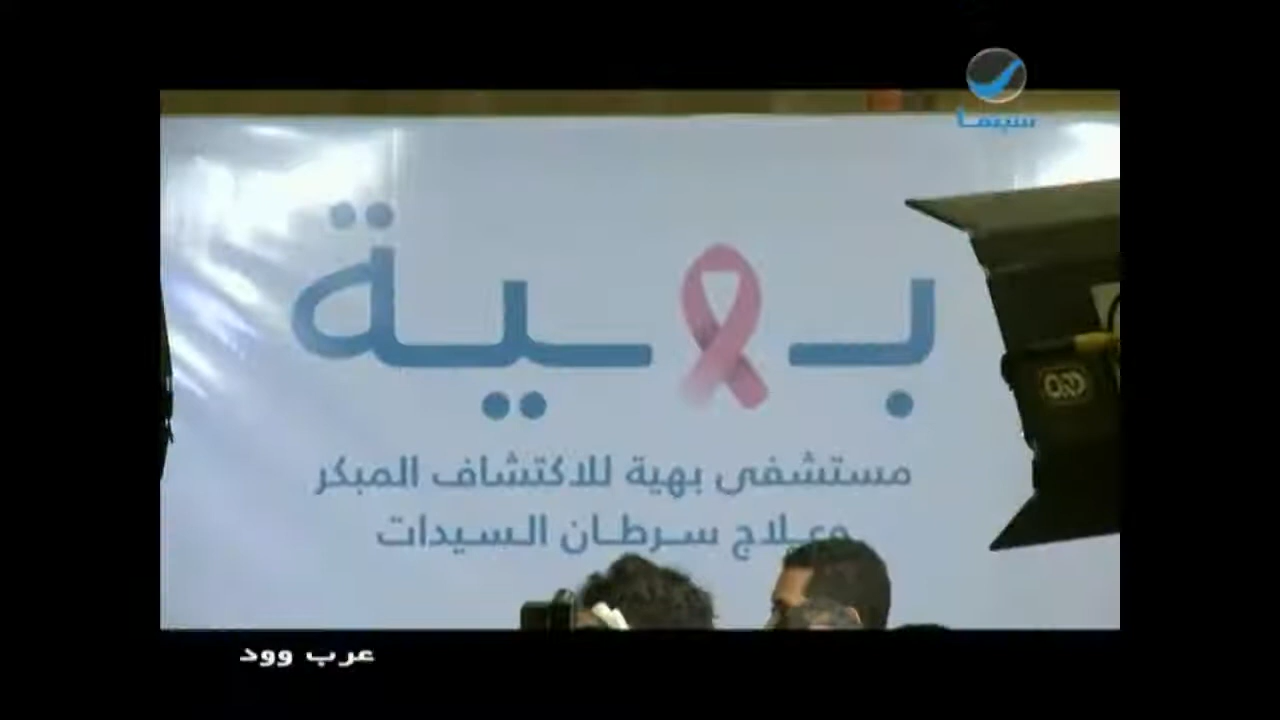 سينما
بهية
مستشفى بهية للاكتشاف المبكر
وعلاج سرطان السيدات
عرب وود